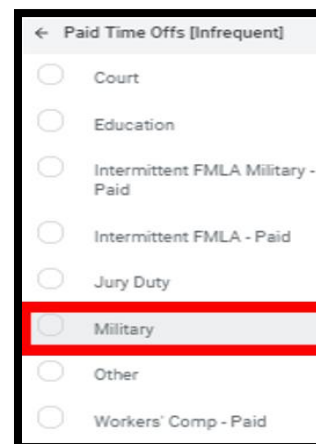 ← Paid Time Offs [Infrequent]
Court
Education
Intermittent FMLA Military -
Paid
Intermittent FMLA - Paid
Jury Duty
Military
Other
Workers' Comp - Paid